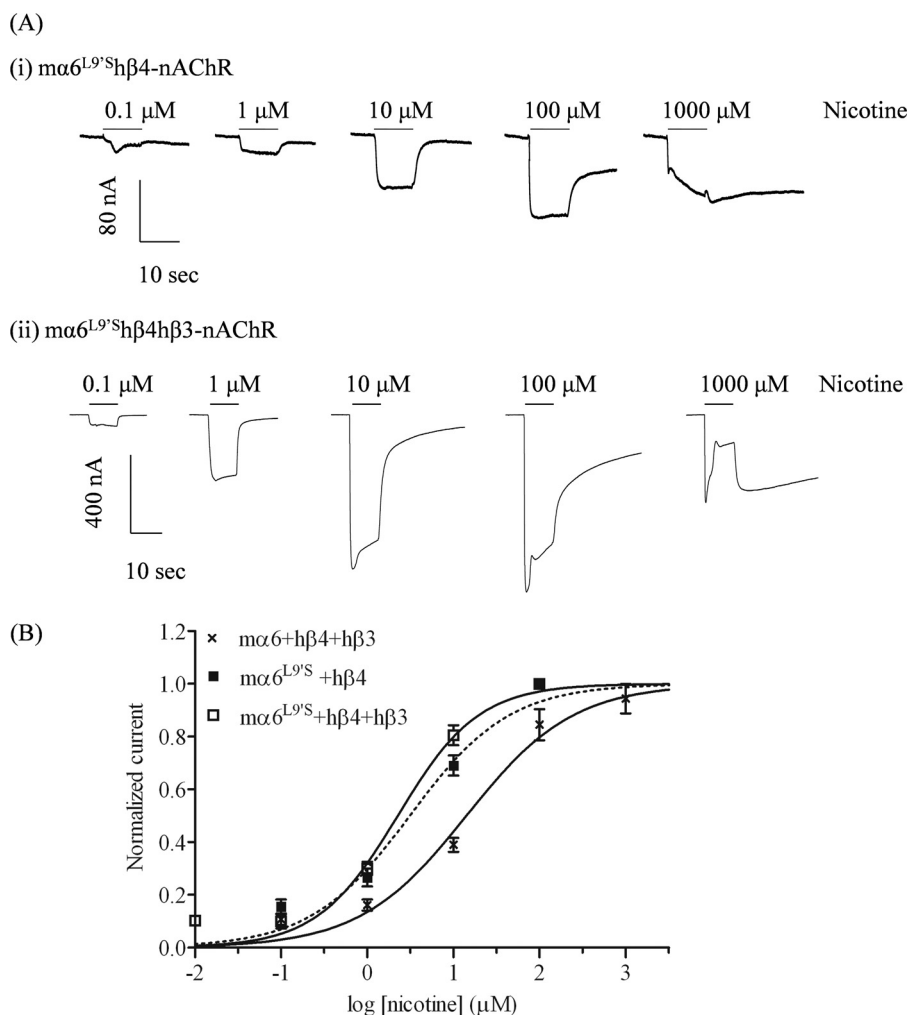 (A)
(i) mα6L9’Shβ4-nAChR
0.1 μM 1 μM 10 μM 100 μM 1000 μM Nicotine
80 nA
10 sec
(ii) mα6L9’Shβ4hβ3-nAChR
0.1 μM 1 μM 10 μM 100 μM 1000 μM Nicotine
400 nA
10 sec
(B)
mα6+hβ4+hβ3
mα6L9'S +hβ4
mα6L9'S+hβ4+hβ3
Normalized current
1.2
1.0
0.8
0.6
0.4
0.2
0.0
-2 -1 0 1 2 3
log [nicotine] (μM)